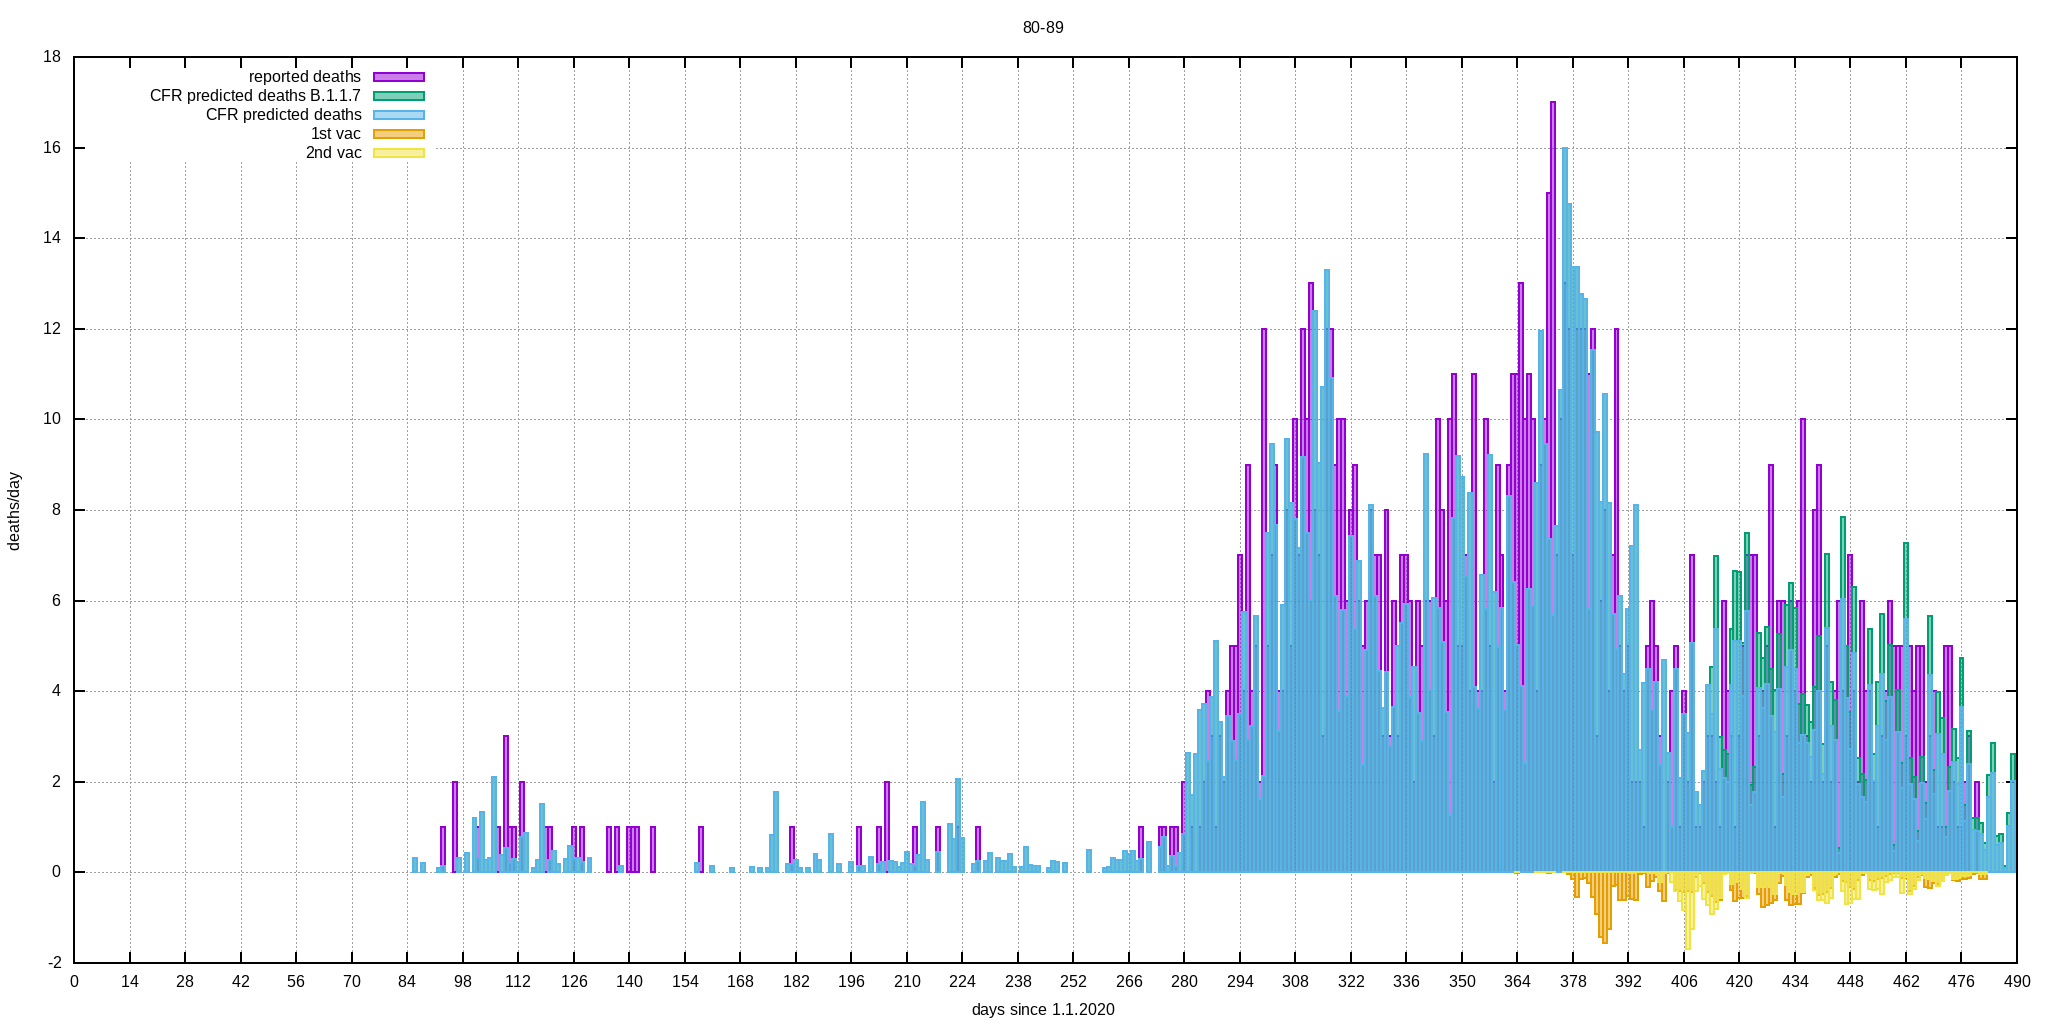 80-89
reported deaths
CFR predicted deaths B.1.1.7
CFR predicted deaths
1st vac
2nd vac
18
16
14
12
10
8
6
4
2
0
-2
deaths/day
0 14 28 42 56 70 84 98 112 126 140 154 168 182 196 210 224 238 252 266 280 294 308 322 336 350 364 378 392 406 420 434 448 462 476 490
days since 1.1.2020